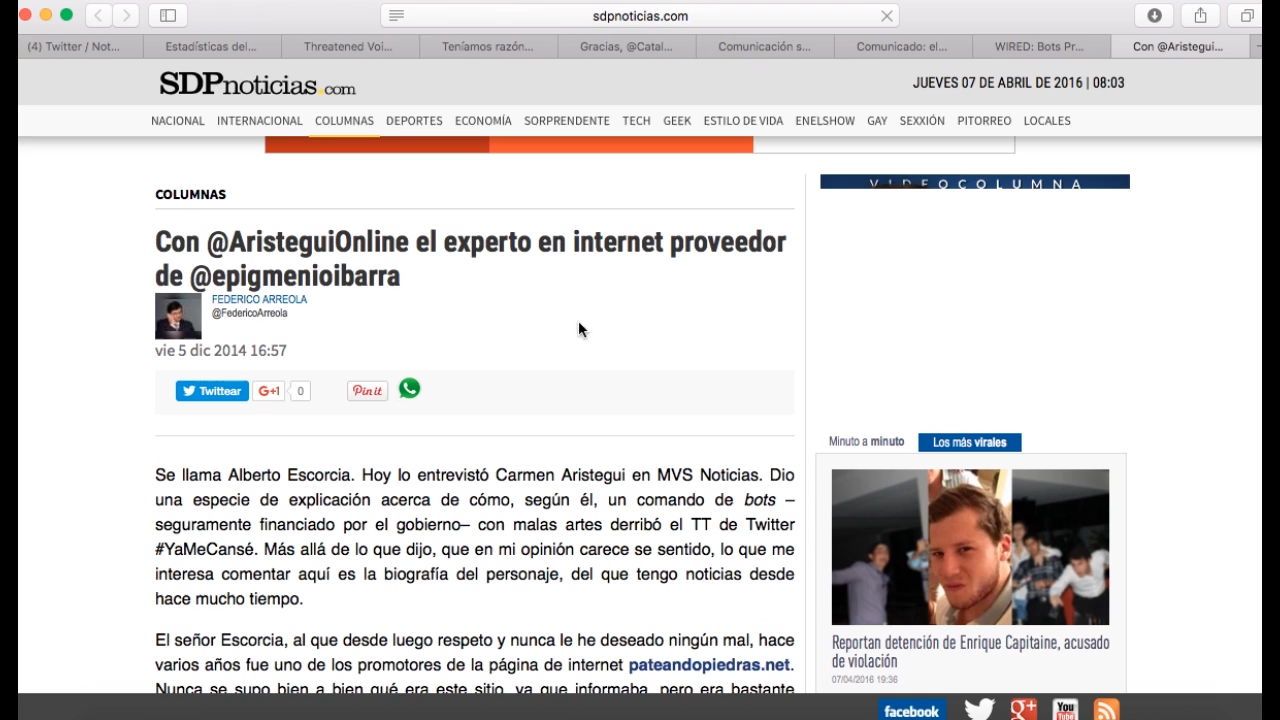 sdpnoticias.com
(4) Twitter / Not...
Estadísticas del...
Threatened Voi...
Teníamos razón...
Gracias, @Catal...
Comunicación s...
Comunicado: el...
WIRED: Bots Pr...
Con @Aristegui...
SDPnoticias.com
JUEVES 07 DE ABRIL DE 2016 | 08:03
NACIONAL INTERNACIONAL COLUMNAS DEPORTES ECONOMÍA SORPRENDENTE TECH GEEK ESTILO DE VIDA ENELSHOW GAY SEXXIÓN PITORREO LOCALES
COLUMNAS
Con @AristeguiOnline el experto en internet proveedor
de @epigmenioibarra
FEDERICO ARREOLA
@FedericoArreola
vie 5 dic 2014 16:57
Twittear
G+1
0
Pinit
Se llama Alberto Escorcia. Hoy lo entrevistó Carmen Aristegui en MVS Noticias. Dio
una especie de explicación acerca de cómo, según él, un comando de bots –
seguramente financiado por el gobierno– con malas artes derribó el TT de Twitter
#YaMeCansé. Más allá de lo que dijo, que en mi opinión carece se sentido, lo que me
interesa comentar aquí es la biografía del personaje, del que tengo noticias desde
hace mucho tiempo.
El señor Escorcia, al que desde luego respeto y nunca le he deseado ningún mal, hace
varios años fue uno de los promotores de la página de internet pateandopiedras.net.
Nunca se supo bien a bien qué era este sitio, ya que informaba, pero era bastante
VIDEOCOLUMNA
Minuto a minuto
Los más virales
Reportan detención de Enrique Capitaine, acusado
de violación
07/04/2016 19:36
facebook
g+
You
Tube